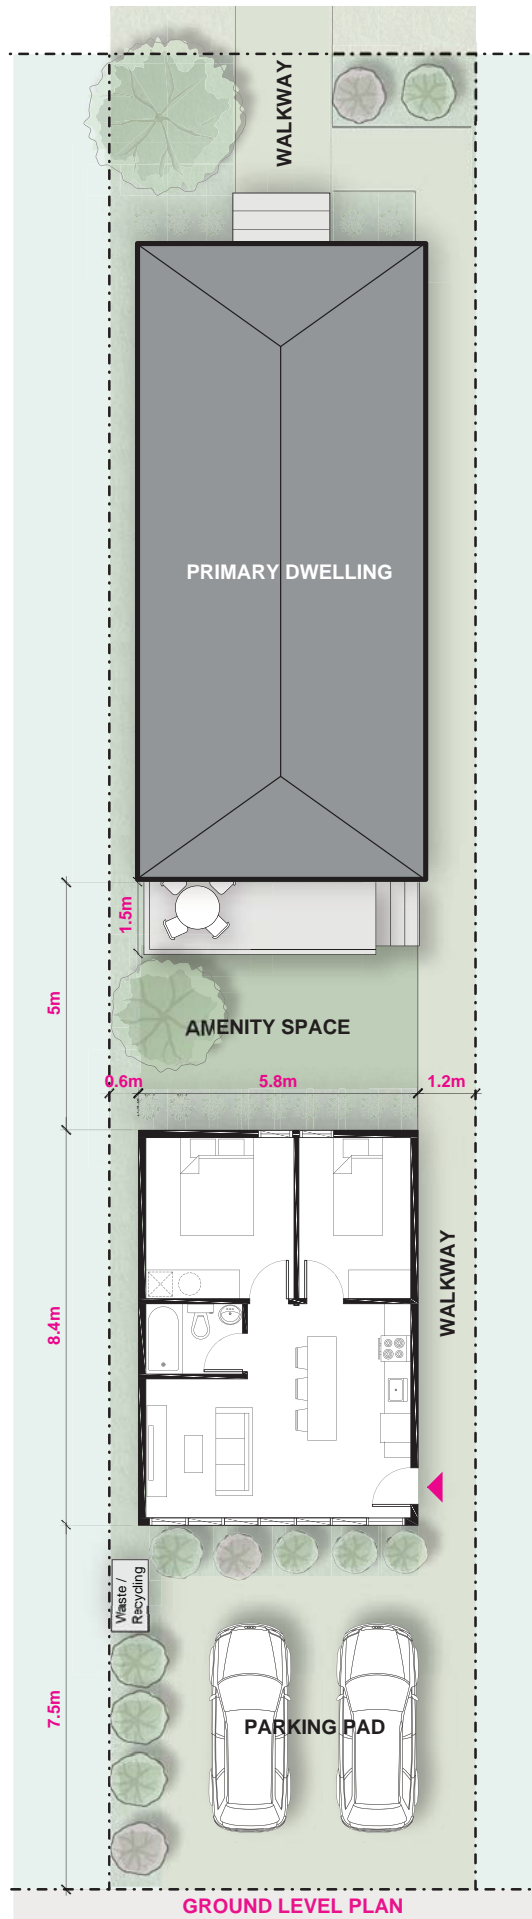 WALKWAY
PRIMARY DWELLING
1.5m
5m
AMENITY SPACE
0.6m
5.8m
1.2m
WALKWAY
8.4m
Waste /
Recycling
7.5m
PARKING PAD
GROUND LEVEL PLAN